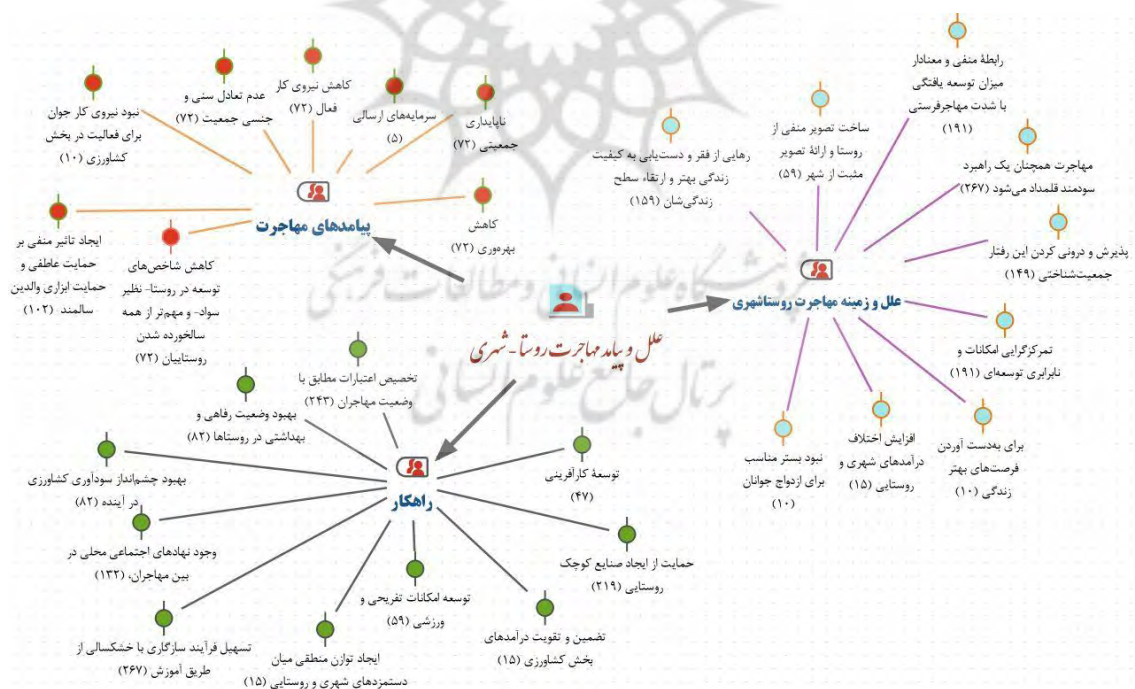 رابطهٔ منفی و معنادار
میزان توسعه یافتگی
با شدت مهاجرفرستی
(۱۹۱)
ساخت تصویر منفی از
روستا و ارائهٔ تصویر
مثبت از شهر (۵۹)
رهایی از فقر و دست‌یابی به کیفیت
زندگی بهتر و ارتقاء سطح
زندگی‌شان (۱۵۹)
مهاجرت همچنان یک راهبرد
سودمند قلمداد می‌شود (۲۶۷)
پذیرش و درونی کردن این رفتار
جمعیت‌شناختی (۱۴۹)
علل و زمینه مهاجرت روستاشهری
تمرکزگرایی امکانات و
نابرابری توسعه‌ای (۱۹۱)
برای به‌دست آوردن
فرصت‌های بهتر
زندگی (۱۰)
افزایش اختلاف
درآمدهای شهری و
روستایی (۱۵)
نبود بستر مناسب
برای ازدواج جوانان
(۱۰)
ناپایداری
جمعیتی (۷۲)
سرمایه‌های ارسالی
(۵)
کاهش نیروی کار
فعال (۷۲)
عدم تعادل سنی و
جنسی جمعیت (۷۲)
نبود نیروی کار جوان
برای فعالیت در بخش
کشاورزی (۱۰)
پیامدهای مهاجرت
کاهش
بهره‌وری (۷۲)
کاهش شاخص‌های
توسعه در روستا- نظیر
سواد- و مهم‌تر از همه
سالخورده شدن
روستاییان (۷۲)
ایجاد تاثیر منفی بر
حمایت عاطفی و
حمایت ابزاری والدین
سالمند (۱۰۲)
پژوهشگاه علوم انسانی و مطالعات فرهنگی
علل و پیامد مهاجرت روستا-شهری
پرتال جامع علوم انسانی
تخصیص اعتبارات مطابق با
وضعیت مهاجران (۲۴۳)
بهبود وضعیت رفاهی و
بهداشتی در روستاها (۸۲)
بهبود چشم‌انداز سودآوری کشاورزی
در آینده (۸۲)
راهکار
توسعهٔ کارآفرینی
(۴۷)
وجود نهادهای اجتماعی محلی در
بین مهاجران، (۱۳۲)
حمایت از ایجاد صنایع کوچک
روستایی (۲۱۹)
توسعه امکانات تفریحی و
ورزشی (۵۹)
تضمین و تقویت درآمدهای
بخش کشاورزی (۱۵)
تسهیل فرآیند سازگاری با خشکسالی از
طریق آموزش (۲۶۷)
ایجاد توازن منطقی میان
دستمزدهای شهری و روستایی (۱۵)